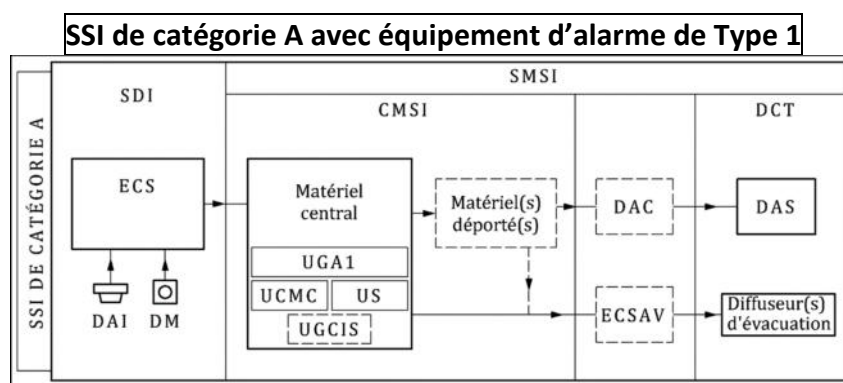 SSI de catégorie A avec équipement d’alarme de Type 1
SSI DE CATÉGORIE A
SDI
SMSI
CMSI
DCT
ECS
DAI
DM
Matériel
central
UGA1
UCMC
US
UGCIS
Matériel(s)
déporté(s)
DAC
DAS
ECSAV
Diffuseur(s)
d'évacuation